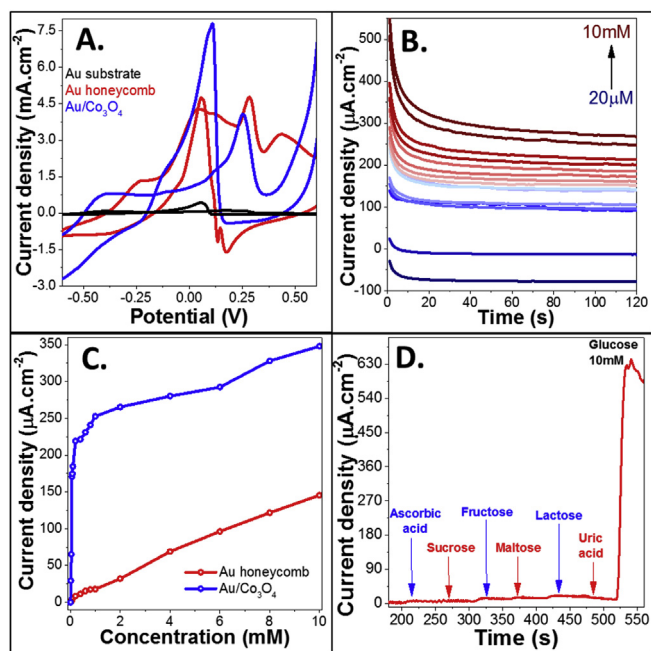 A.
Au substrate
Au honeycomb
Au/Co₃O₄
Current density (mA.cm⁻²)
7.5
6.0
4.5
3.0
1.5
0.0
-1.5
-3.0
-0.50
-0.25
0.00
0.25
0.50
Potential (V)
B.
10mM
20µM
Current density (µA.cm⁻²)
500
400
300
200
100
0
-100
0
20
40
60
80
100
120
Time (s)
C.
Current density (µA.cm⁻²)
350
300
250
200
150
100
50
0
Au honeycomb
Au/Co₃O₄
0
2
4
6
8
10
Concentration (mM)
D.
Glucose
10mM
Current density (µA.cm⁻²)
630
540
450
360
270
180
90
0
Ascorbic
acid
Sucrose
Fructose
Maltose
Lactose
Uric
acid
200
250
300
350
400
450
500
550
Time (s)